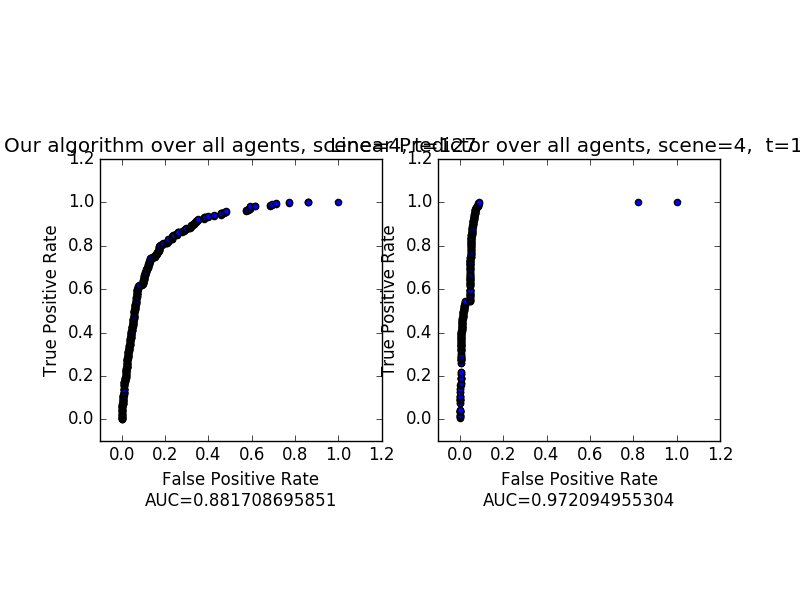 Our algorithm over all agents, scene=4, t=127
Linear Predictor over all agents, scene=4, t=1
1.2
1.0
0.8
0.6
0.4
0.2
0.0
True Positive Rate
0.0 0.2 0.4 0.6 0.8 1.0 1.2
False Positive Rate
AUC=0.881708695851
1.2
1.0
0.8
0.6
0.4
0.2
0.0
True Positive Rate
0.0 0.2 0.4 0.6 0.8 1.0 1.2
False Positive Rate
AUC=0.972094955304